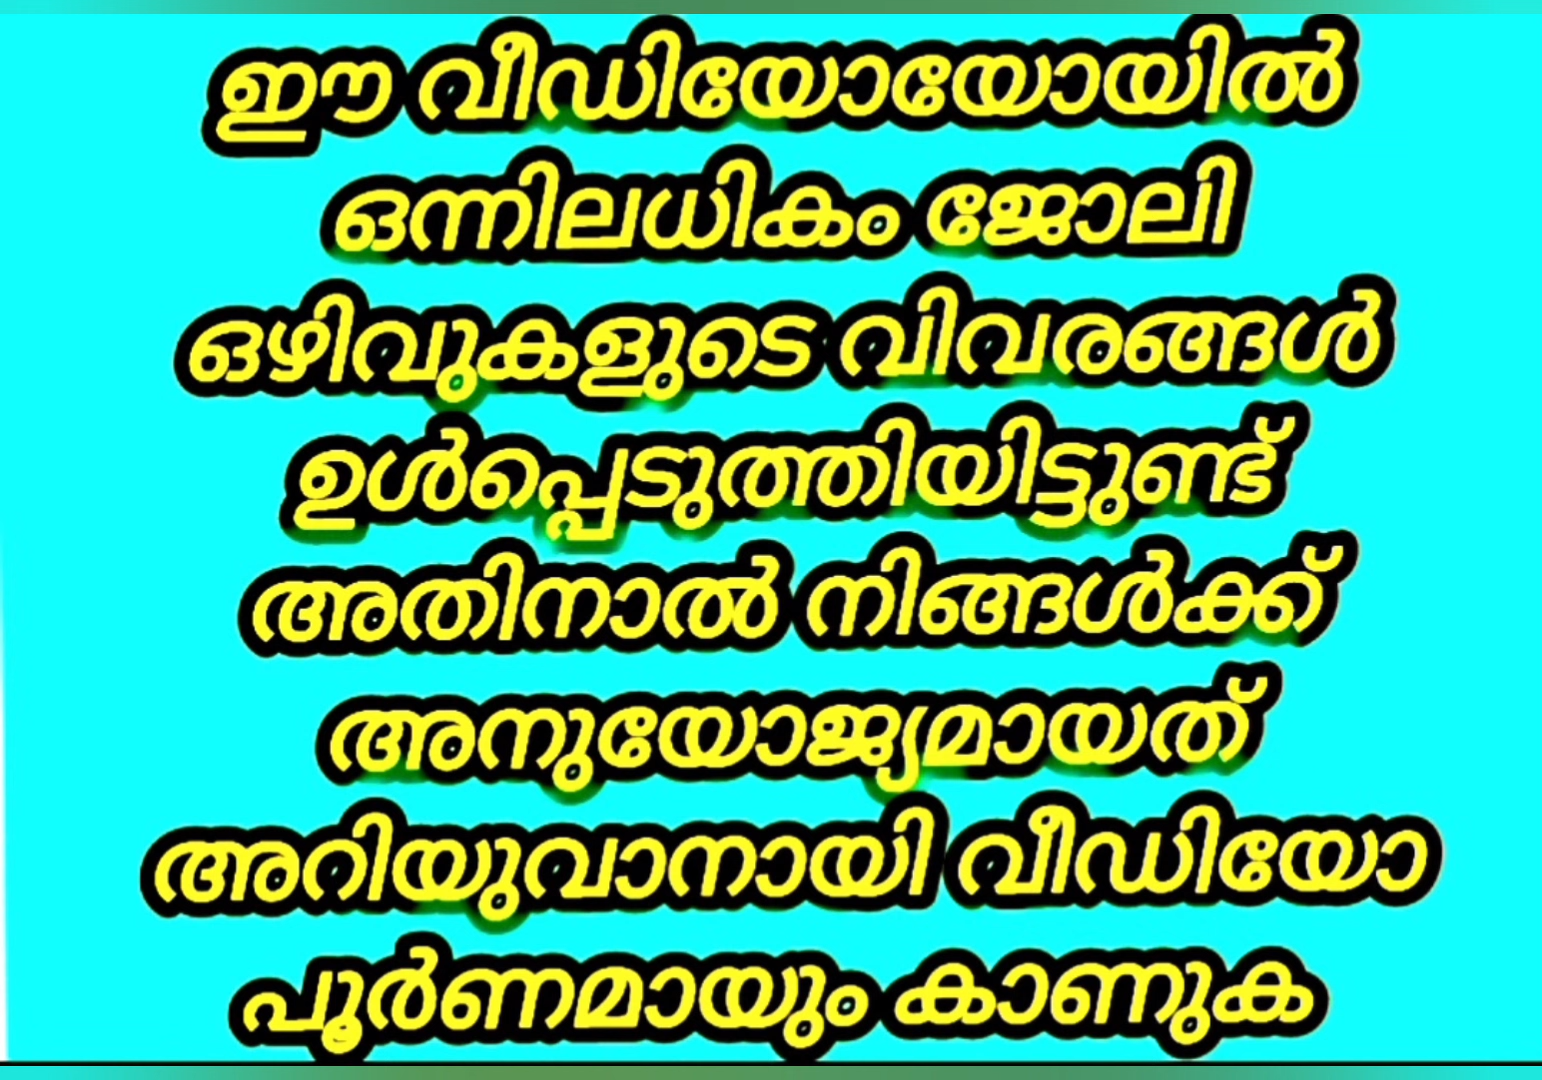 ഈ വീഡിയോയോയിൽ
ഒന്നിലധികം ജോലി
ഒഴിവുകളുടെ വിവരങ്ങൾ
ഉൾപ്പെടുത്തിയിട്ടുണ്ട്
അതിനാൽ നിങ്ങൾക്ക്
അനുയോജ്യമായത്
അറിയുവാനായി വീഡിയോ
പൂർണമായും കാണുക